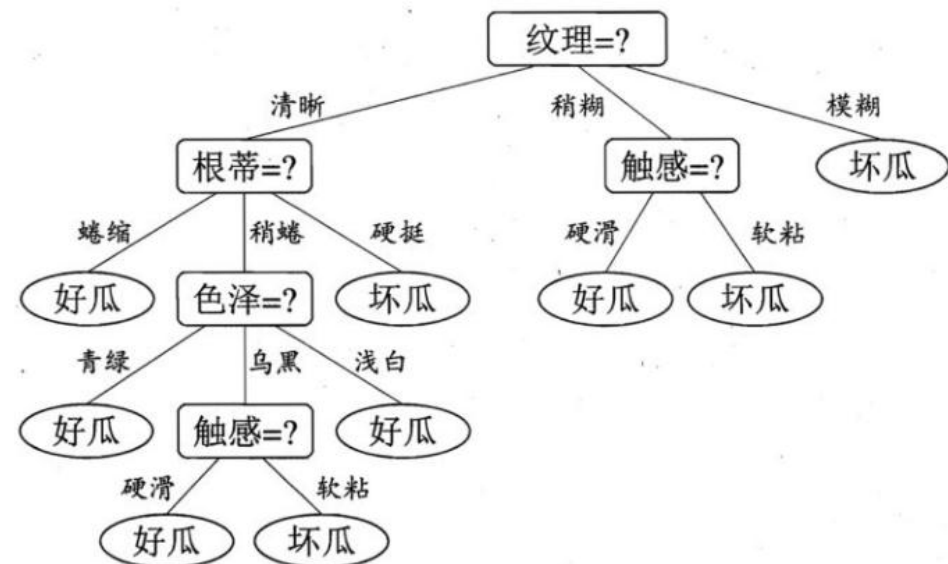 纹理=?
清晰 稍糊 模糊
根蒂=? 触感=? 坏瓜
蜷缩 稍蜷 硬挺 硬滑 软粘
好瓜 色泽=? 坏瓜 好瓜 坏瓜
青绿 乌黑 浅白
好瓜 触感=? 好瓜
硬滑 软粘
好瓜 坏瓜